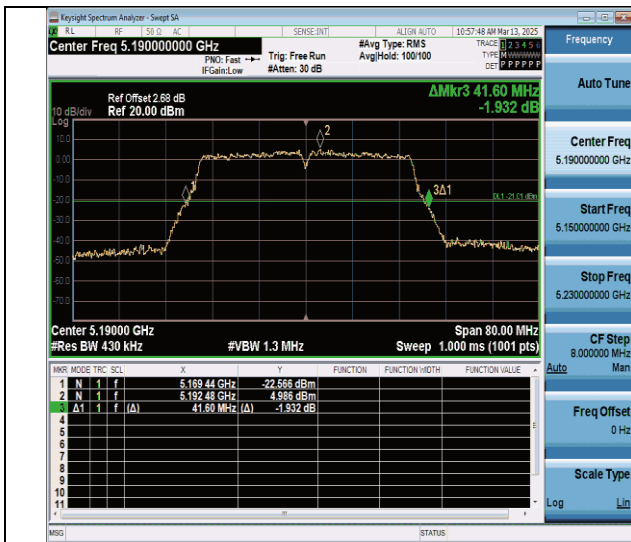 Keysight Spectrum Analyzer - Swept SA
RL RF 50 Ω AC SENSE:INT ALIGN AUTO 10:57:48 AM Mar 13, 2025
Center Freq 5.190000000 GHz #Avg Type: RMS TRACE 1 2 3 4 5 6
PNO: Fast Trig: Free Run Avg|Hold: 100/100 TYPE M WWWWW
IFGain:Low #Atten: 30 dB DET P P P P P P
Frequency
Auto Tune
Center Freq
5.190000000 GHz
Start Freq
5.150000000 GHz
Stop Freq
5.230000000 GHz
CF Step
8.000000 MHz
Auto Man
Freq Offset
0 Hz
Scale Type
Log Lin
ΔMkr3 41.60 MHz
-1.932 dB
Ref Offset 2.68 dB
10 dB/div Ref 20.00 dBm
Log
10.0
0.00
-10.0
-20.0
-30.0
-40.0
-50.0
-60.0
-70.0
2
3Δ1
DL1 -21.01 dBm
Center 5.19000 GHz Span 80.00 MHz
#Res BW 430 kHz #VBW 1.3 MHz Sweep 1.000 ms (1001 pts)
MKR MODE TRC SCL X Y FUNCTION FUNCTION WIDTH FUNCTION VALUE
1 N 1 f 5.169 44 GHz -22.566 dBm
2 N 1 f 5.192 48 GHz 4.986 dBm
3 Δ1 1 f (Δ) 41.60 MHz (Δ) -1.932 dB
4
5
6
7
8
9
10
11
MSG STATUS